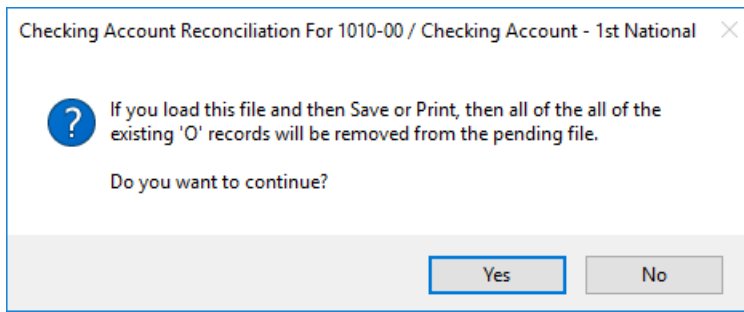 Checking Account Reconciliation For 1010-00 / Checking Account - 1st National
If you load this file and then Save or Print, then all of the all of the
existing 'O' records will be removed from the pending file.
Do you want to continue?
Yes
No